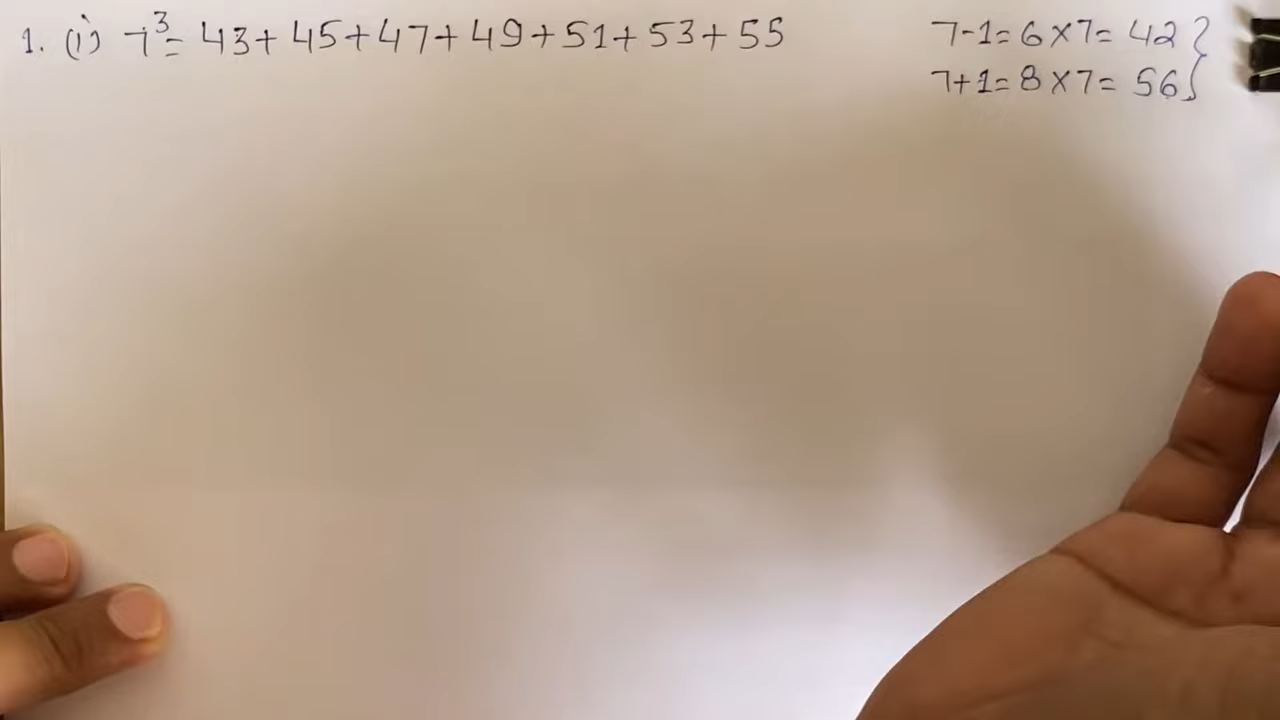 1. (i) 7³= 43+45+47+49+51+53+55
7-1=6×7= 42}
7+1=8×7= 56}